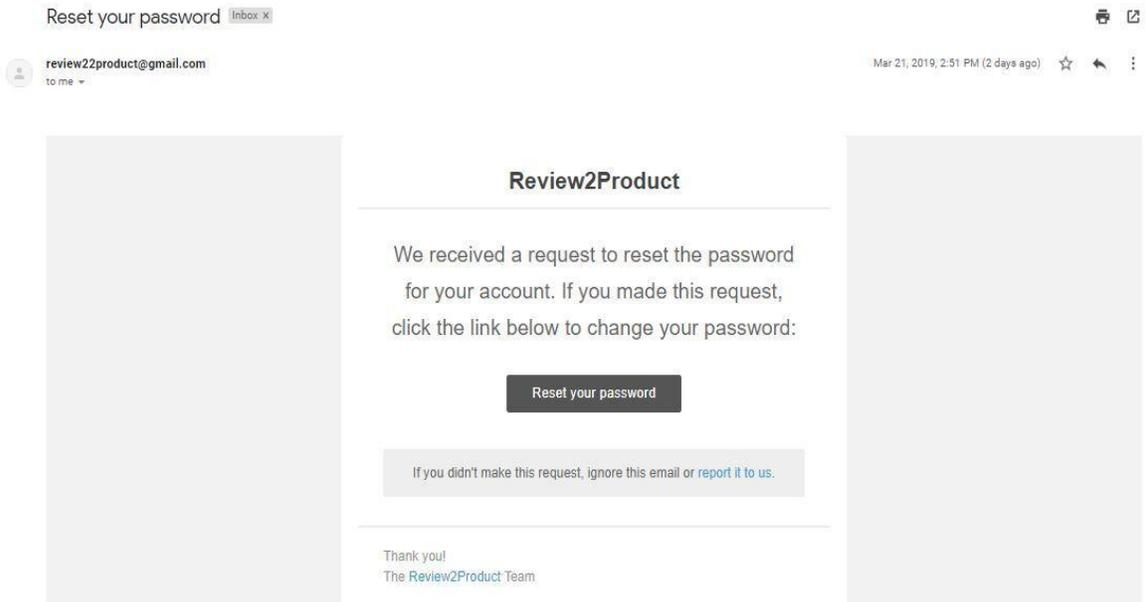 Reset your password Inbox x
review22product@gmail.com Mar 21, 2019, 2:51 PM (2 days ago)
to me
Review2Product
We received a request to reset the password
for your account. If you made this request,
click the link below to change your password:
Reset your password
If you didn't make this request, ignore this email or report it to us.
Thank you!
The Review2Product Team